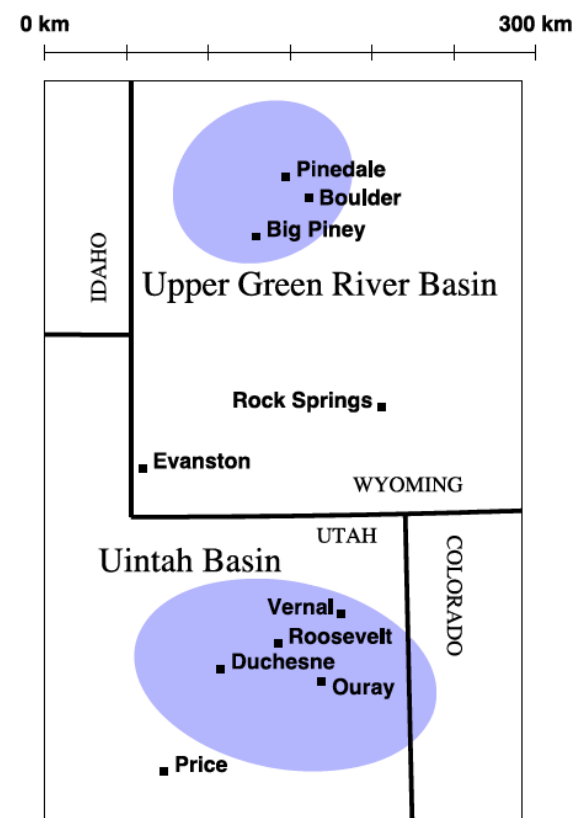 0 km
300 km
Pinedale
Boulder
Big Piney
IDAHO
Upper Green River Basin
Rock Springs
Evanston
WYOMING
UTAH
COLORADO
Uintah Basin
Vernal
Roosevelt
Duchesne
Ouray
Price